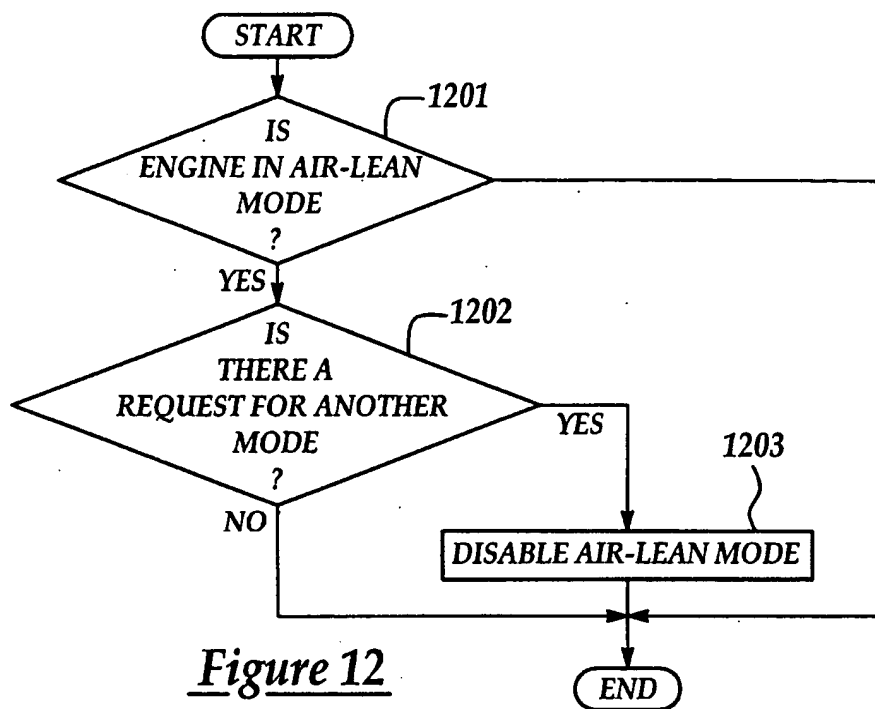 START
1201
IS
ENGINE IN AIR-LEAN
MODE
?
YES
1202
IS
THERE A
REQUEST FOR ANOTHER
MODE
?
YES
NO
1203
DISABLE AIR-LEAN MODE
Figure 12
END